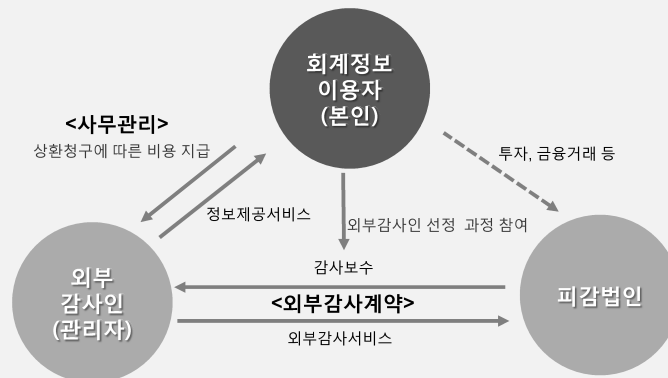 회계정보
이용자
(본인)
<사무관리>
상환청구에 따른 비용 지급
투자, 금융거래 등
정보제공서비스
외부감사인 선정 과정 참여
감사보수
외부
감사인
(관리자)
<외부감사계약>
피감법인
외부감사서비스